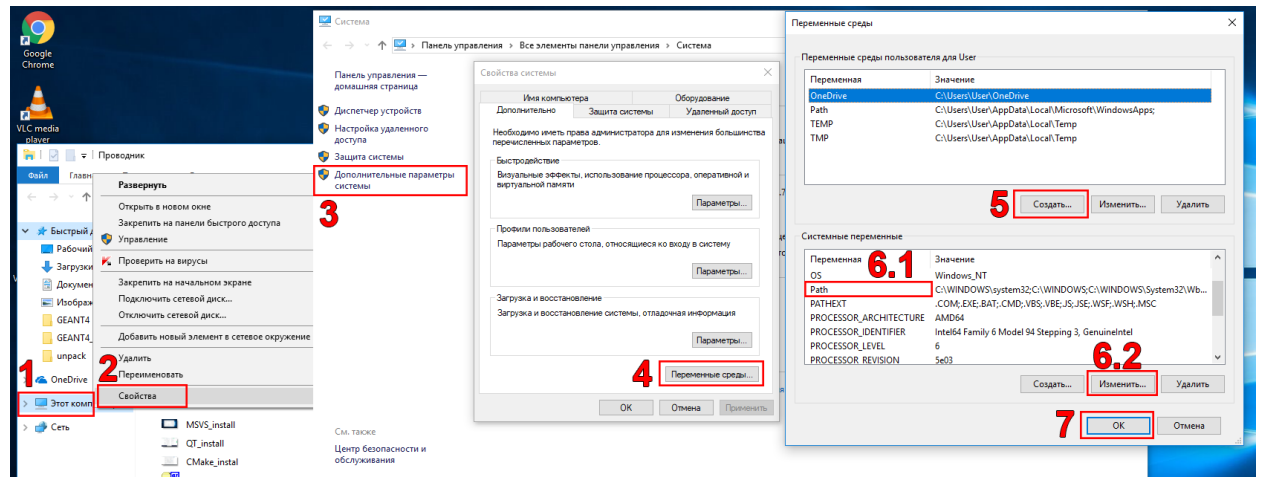 Google
Chrome
VLC media
player
Проводник
Файл
Главн
Развернуть
Открыть в новом окне
Закрепить на панели быстрого доступа
Управление
Проверить на вирусы
Закрепить на начальном экране
Подключить сетевой диск...
Отключить сетевой диск...
Добавить новый элемент в сетевое окружение
Удалить
Переименовать
Свойства
Быстрый
Рабочий
Загрузки
Докумен
Изображ
GEANT4
GEANT4_
unpack
OneDrive
Этот комп
Сеть
MSVS_install
QT_install
CMake_instal
1
2
Система
Панель управления › Все элементы панели управления › Система
Панель управления —
домашняя страница
Диспетчер устройств
Настройка удаленного
доступа
Защита системы
Дополнительные параметры
системы
3
См. также
Центр безопасности и
обслуживания
Свойства системы
Имя компьютера
Оборудование
Дополнительно
Защита системы
Удаленный доступ
Необходимо иметь права администратора для изменения большинства
перечисленных параметров.
Быстродействие
Визуальные эффекты, использование процессора, оперативной и
виртуальной памяти
Параметры...
Профили пользователей
Параметры рабочего стола, относящиеся ко входу в систему
Параметры...
Загрузка и восстановление
Загрузка и восстановление системы, отладочная информация
Параметры...
4
Переменные среды...
OK
Отмена
Применить
Переменные среды
Переменные среды пользователя для User
Переменная Значение
OneDrive C:\Users\User\OneDrive
Path C:\Users\User\AppData\Local\Microsoft\WindowsApps;
TEMP C:\Users\User\AppData\Local\Temp
TMP C:\Users\User\AppData\Local\Temp
5
Создать...
Изменить...
Удалить
Системные переменные
Переменная Значение
6.1
OS Windows_NT
Path C:\WINDOWS\system32;C:\WINDOWS;C:\WINDOWS\System32\Wb...
PATHEXT .COM;.EXE;.BAT;.CMD;.VBS;.VBE;.JS;.JSE;.WSF;.WSH;.MSC
PROCESSOR_ARCHITECTURE AMD64
PROCESSOR_IDENTIFIER Intel64 Family 6 Model 94 Stepping 3, GenuineIntel
PROCESSOR_LEVEL 6
PROCESSOR_REVISION 5e03
6.2
Создать...
Изменить...
Удалить
7
OK
Отмена